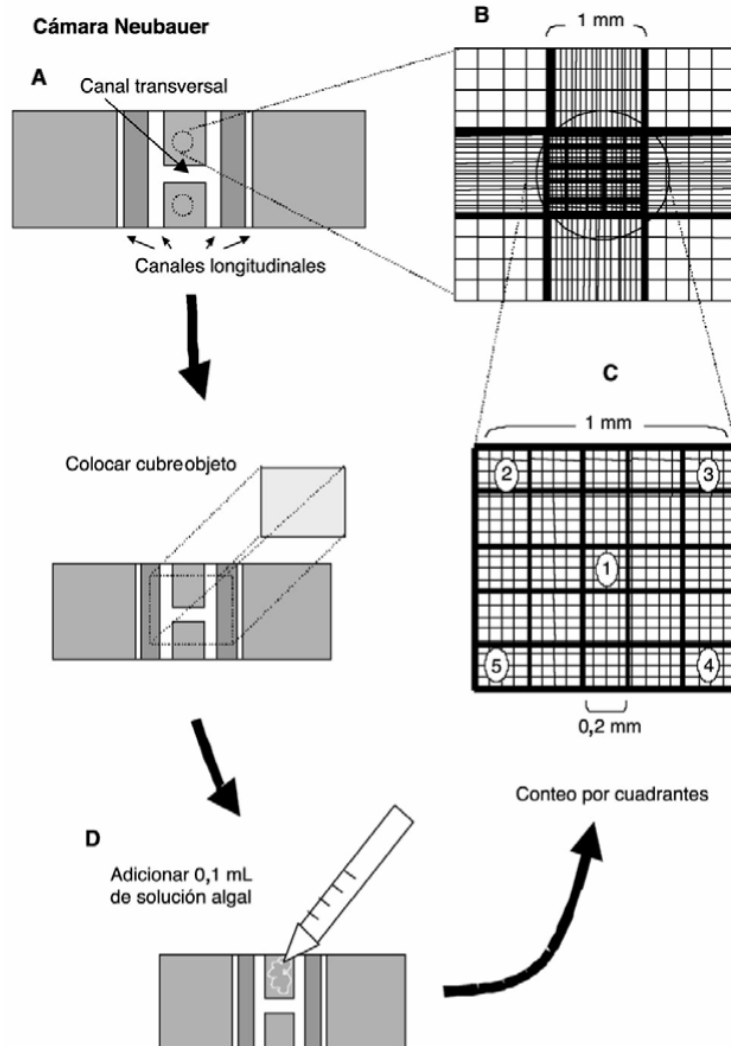 Cámara Neubauer
A
Canal transversal
Canales longitudinales
B
1 mm
C
1 mm
2
3
1
5
4
0,2 mm
Colocar cubreobjeto
D
Adicionar 0,1 mL
de solución algal
Conteo por cuadrantes